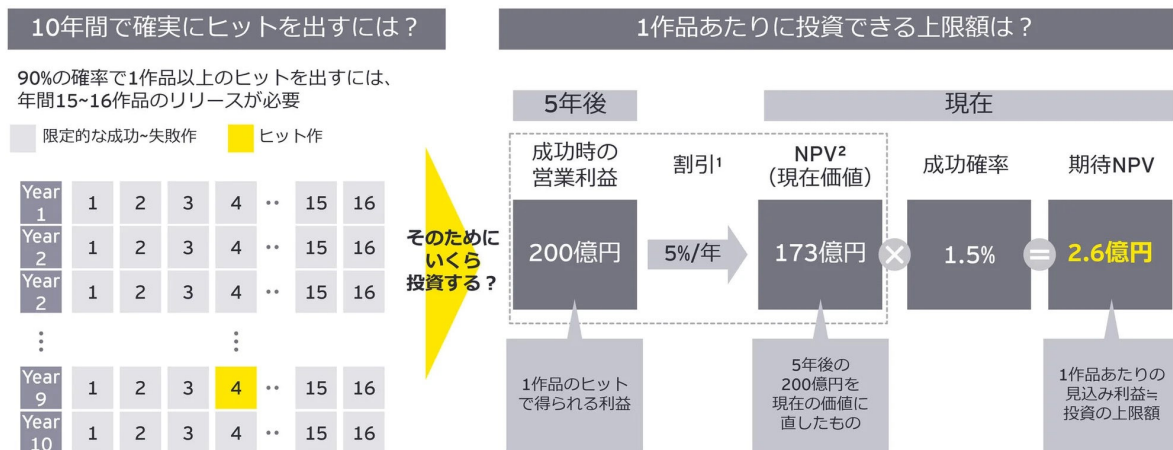 10年間で確実にヒットを出すには？
1作品あたりに投資できる上限額は？
90%の確率で1作品以上のヒットを出すには、
年間15~16作品のリリースが必要
限定的な成功~失敗作
ヒット作
Year
1
1 2 3 4 ‥ 15 16
Year
2
1 2 3 4 ‥ 15 16
Year
2
1 2 3 4 ‥ 15 16
⋮ ⋮
Year
9
1 2 3 4 ‥ 15 16
Year
10
1 2 3 4 ‥ 15 16
そのために
いくら
投資する？
5年後
現在
成功時の
営業利益
割引¹
NPV²
（現在価値）
成功確率
期待NPV
200億円
5%/年
173億円
×
1.5%
=
2.6億円
1作品のヒット
で得られる利益
5年後の
200億円を
現在の価値に
直したもの
1作品あたりの
見込み利益≒
投資の上限額